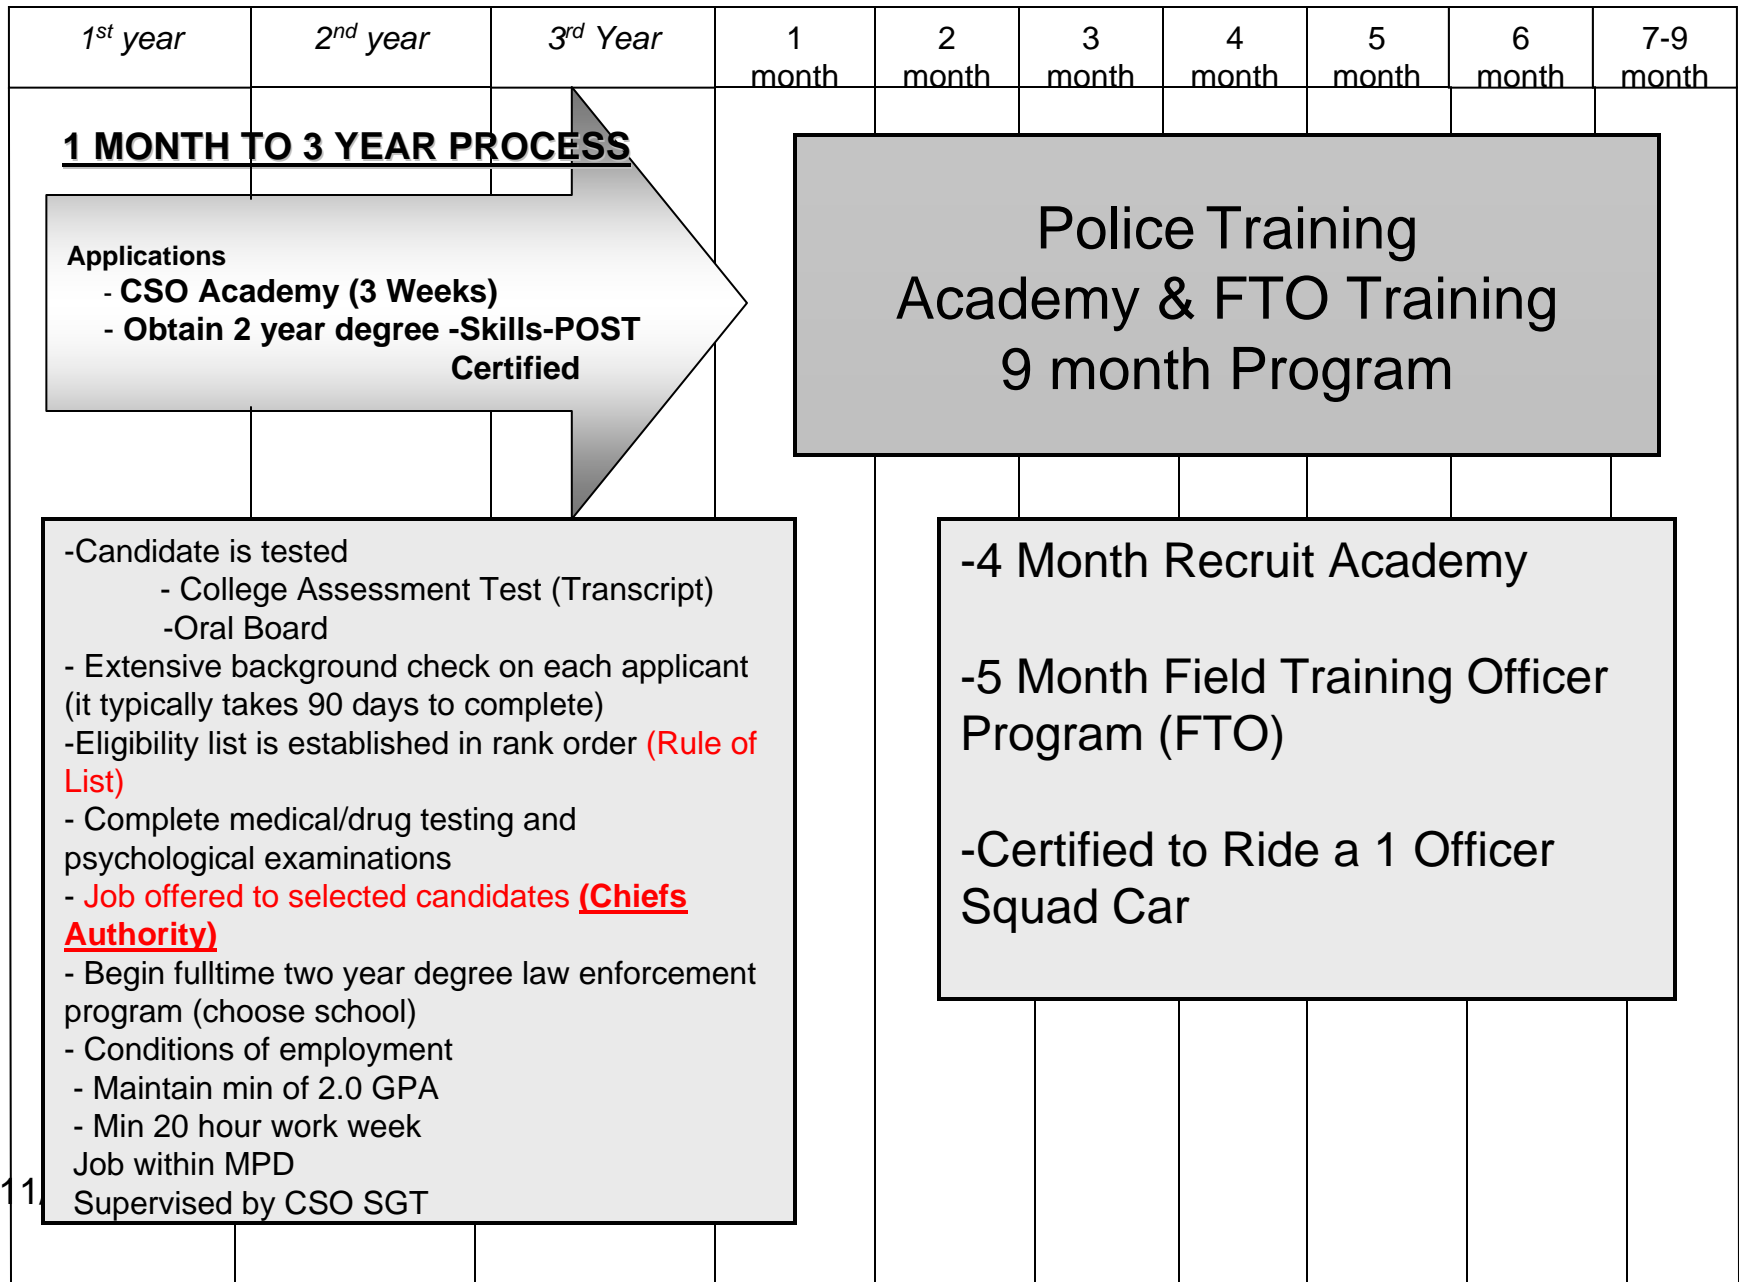 1st year 2nd year 3rd Year 1 month 2 month 3 month 4 month 5 month 6 month 7-9 month
1 MONTH TO 3 YEAR PROCESS
Applications
- CSO Academy (3 Weeks)
- Obtain 2 year degree -Skills-POST
Certified
Police Training
Academy & FTO Training
9 month Program
-Candidate is tested
- College Assessment Test (Transcript)
-Oral Board
- Extensive background check on each applicant
(it typically takes 90 days to complete)
-Eligibility list is established in rank order (Rule of
List)
- Complete medical/drug testing and
psychological examinations
- Job offered to selected candidates (Chiefs
Authority)
- Begin fulltime two year degree law enforcement
program (choose school)
- Conditions of employment
- Maintain min of 2.0 GPA
- Min 20 hour work week
Job within MPD
Supervised by CSO SGT
-4 Month Recruit Academy
-5 Month Field Training Officer
Program (FTO)
-Certified to Ride a 1 Officer
Squad Car
11/